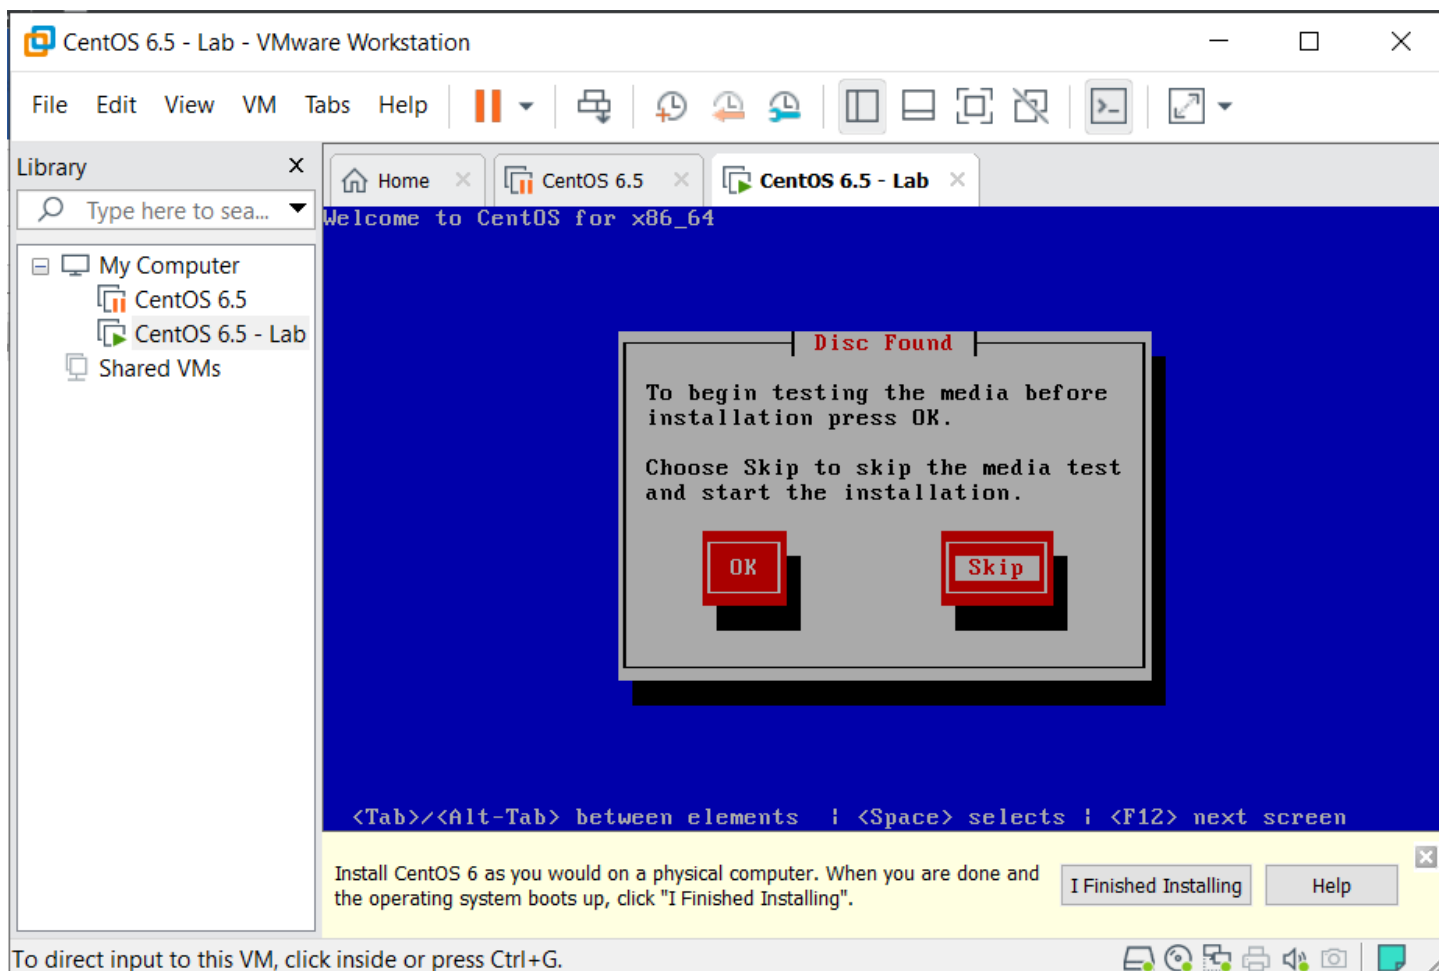 CentOS 6.5 - Lab - VMware Workstation
File Edit View VM Tabs Help
Library
Type here to sea...
My Computer
CentOS 6.5
CentOS 6.5 - Lab
Shared VMs
Home CentOS 6.5 CentOS 6.5 - Lab
Welcome to CentOS for x86_64
Disc Found
To begin testing the media before
installation press OK.
Choose Skip to skip the media test
and start the installation.
OK Skip
<Tab>/<Alt-Tab> between elements | <Space> selects | <F12> next screen
Install CentOS 6 as you would on a physical computer. When you are done and
the operating system boots up, click "I Finished Installing".
I Finished Installing Help
To direct input to this VM, click inside or press Ctrl+G.